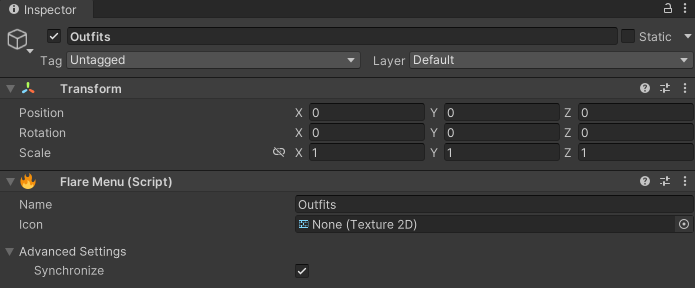 Inspector
Outfits
Static
Tag Untagged Layer Default
Transform
Position X 0 Y 0 Z 0
Rotation X 0 Y 0 Z 0
Scale X 1 Y 1 Z 1
Flare Menu (Script)
Name Outfits
Icon None (Texture 2D)
Advanced Settings
Synchronize